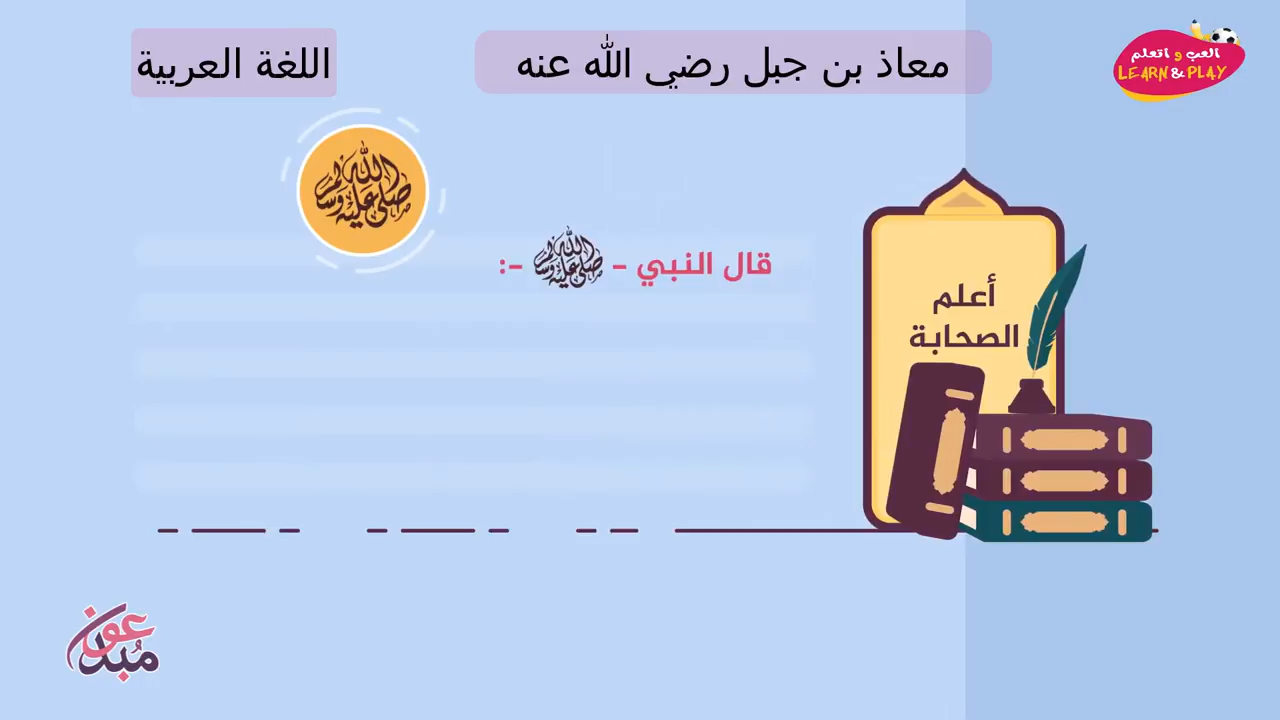 معاذ بن جبل رضي الله عنه
اللغة العربية
العب و اتعلم
LEARN & PLAY
صلى الله عليه وسلم
قال النبي – صلى الله عليه وسلم –:
أعلم
الصحابة
مُبدعون